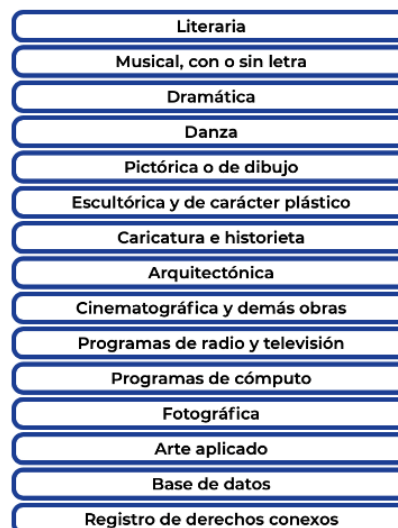 Literaria
Musical, con o sin letra
Dramática
Danza
Pictórica o de dibujo
Escultórica y de carácter plástico
Caricatura e historieta
Arquitectónica
Cinematográfica y demás obras
Programas de radio y televisión
Programas de cómputo
Fotográfica
Arte aplicado
Base de datos
Registro de derechos conexos